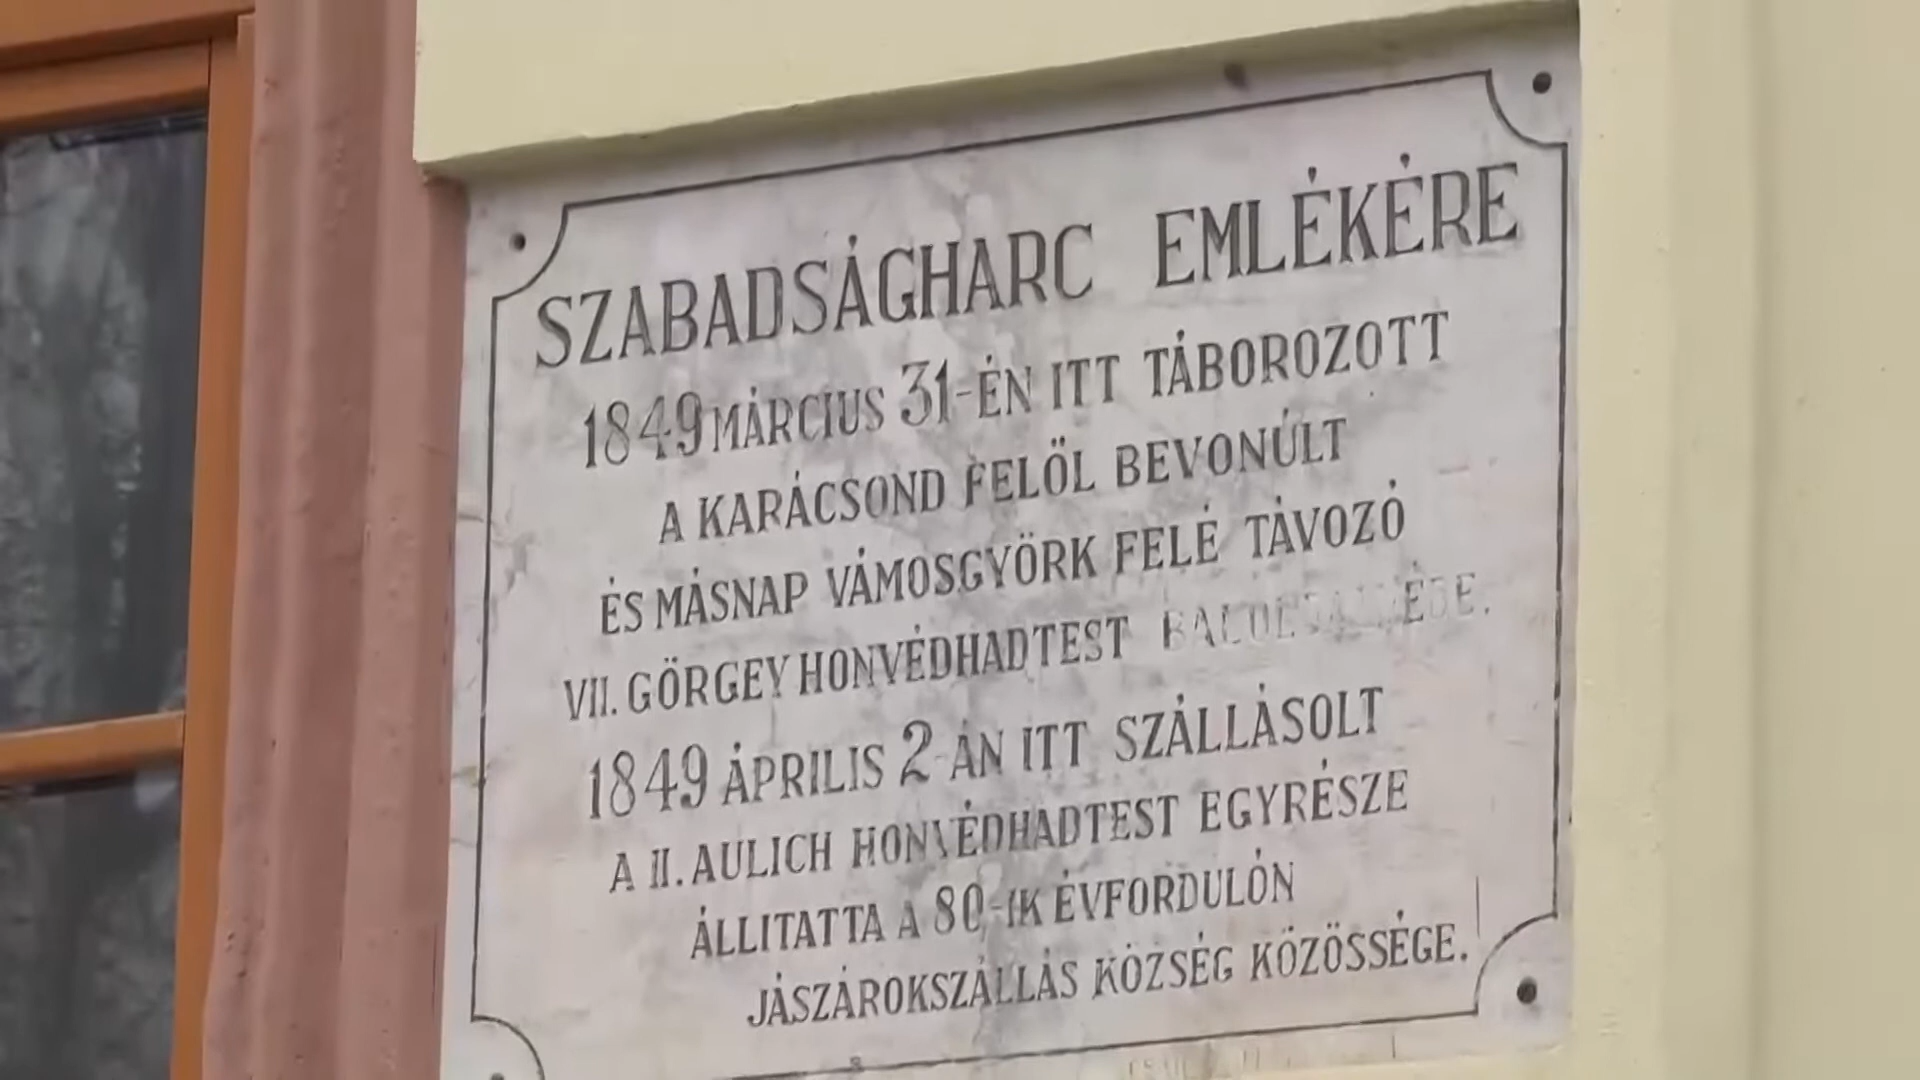 SZABADSÁGHARC EMLÉKÉRE
1849 MÁRCIUS 31-ÉN ITT TÁBOROZOTT
A KARÁCSOND FELŐL BEVONÚLT
ÉS MÁSNAP VÁMOSGYÖRK FELÉ TÁVOZÓ
VII. GÖRGEY HONVÉDHADTEST
1849 ÁPRILIS 2-ÁN ITT SZÁLLÁSOLT
A II. AULICH HONVÉDHADTEST EGYRÉSZE
ÁLLITATTA A 80-IK ÉVFORDULÓN
JÁSZÁROKSZÁLLÁS KÖZSÉG KÖZÖSSÉGE.